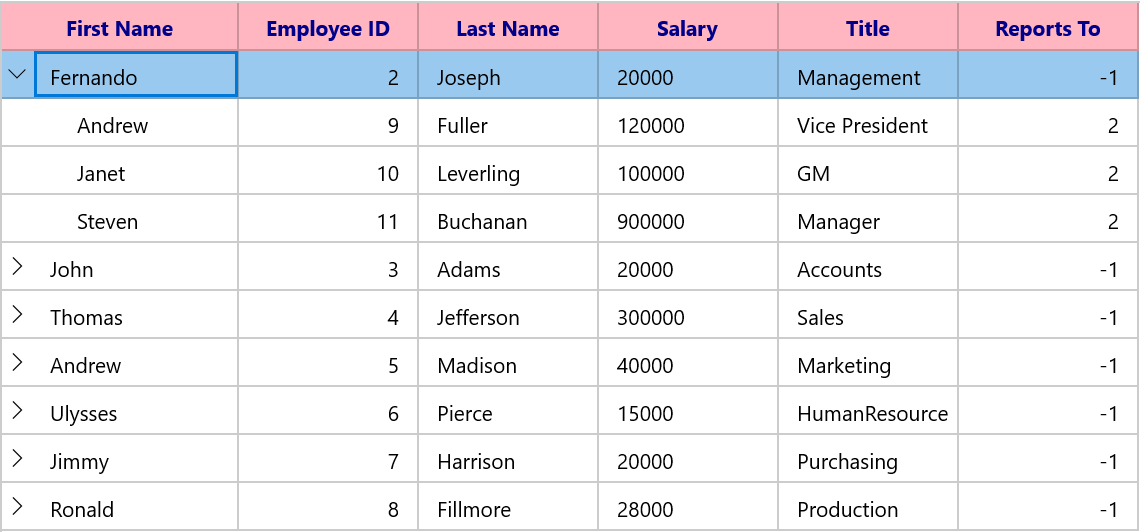 First Name Employee ID Last Name Salary Title Reports To
Fernando 2 Joseph 20000 Management -1
Andrew 9 Fuller 120000 Vice President 2
Janet 10 Leverling 100000 GM 2
Steven 11 Buchanan 900000 Manager 2
John 3 Adams 20000 Accounts -1
Thomas 4 Jefferson 300000 Sales -1
Andrew 5 Madison 40000 Marketing -1
Ulysses 6 Pierce 15000 HumanResource -1
Jimmy 7 Harrison 20000 Purchasing -1
Ronald 8 Fillmore 28000 Production -1